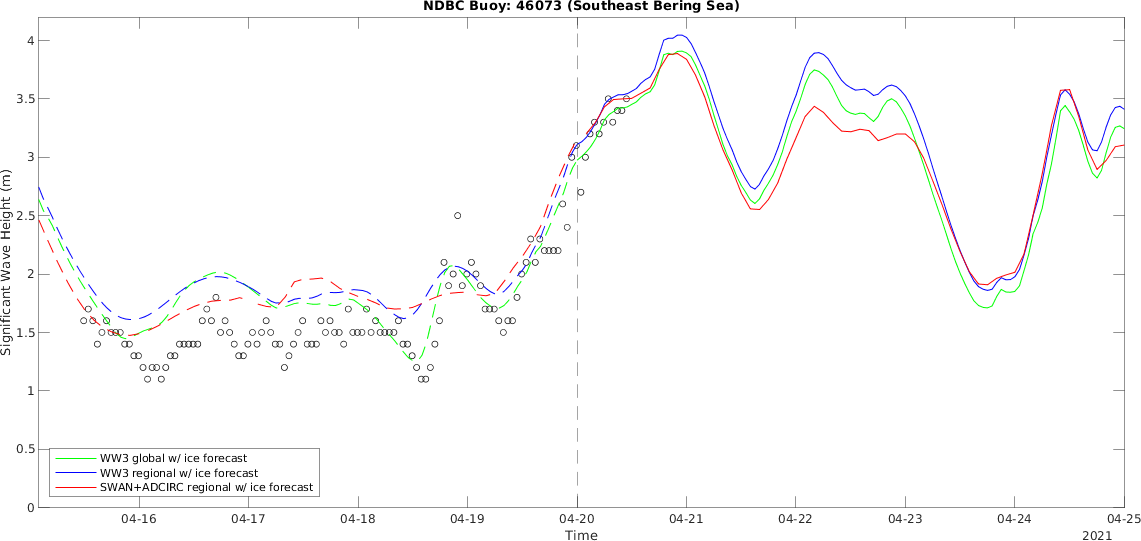 NDBC Buoy: 46073 (Southeast Bering Sea)
4
3.5
3
2.5
2
1.5
1
0.5
0
Significant Wave Height (m)
WW3 global w/ ice forecast
WW3 regional w/ ice forecast
SWAN+ADCIRC regional w/ ice forecast
04-16 04-17 04-18 04-19 04-20 04-21 04-22 04-23 04-24 04-25
Time
2021